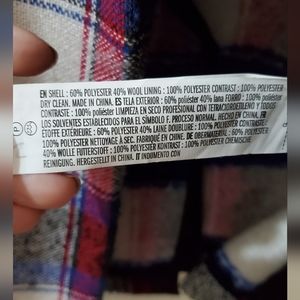 EN SHELL : 60% POLYESTER 40% WOOL LINING : 100% POLYESTER CONTRAST : 100% POLYESTER
DRY CLEAN. MADE IN CHINA. ES TELA EXTERIOR : 60% poliéster 40% lana FORRO : 100% poliéster
CONTRASTE : 100% poliéster LIMPIEZA EN SECO PROFESIONAL CON TETRACLOROETILENO Y TODOS
LOS SOLVENTES ESTABLECIDOS PARA EL SIMBOLO F, PROCESO NORMAL. HECHO EN CHINA. FR
ETOFFE EXTÉRIEURE : 60% POLYESTER 40% LAINE DOUBLURE : 100% POLYESTER CONTRASTE :
100% POLYESTER NETTOYAGE À SEC. FABRIQUÉ EN CHINE. DE OBERMATERIAL : 60% POLYESTER
40% WOLLE FUTTERSTOFF : 100% POLYESTER KONTRAST : 100% POLYESTER CHEMISCHE
REINIGUNG. HERGESTELLT IN CHINA. IT INDUMENTO CON
P